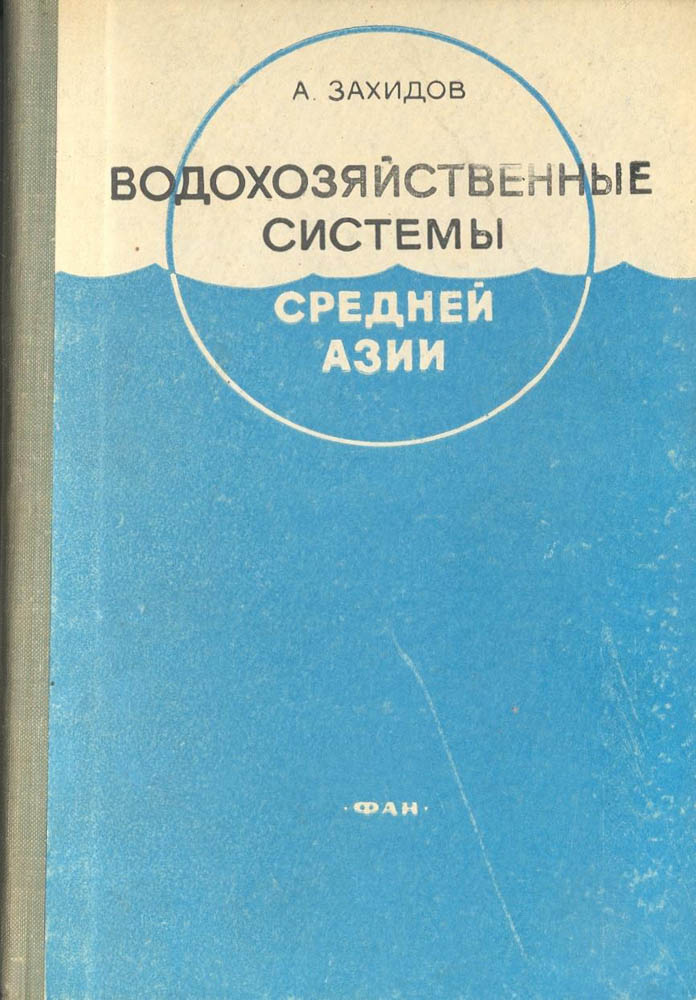 А. ЗАХИДОВ
ВОДОХОЗЯЙСТВЕННЫЕ
СИСТЕМЫ
СРЕДНЕЙ
АЗИИ
·ФАН·